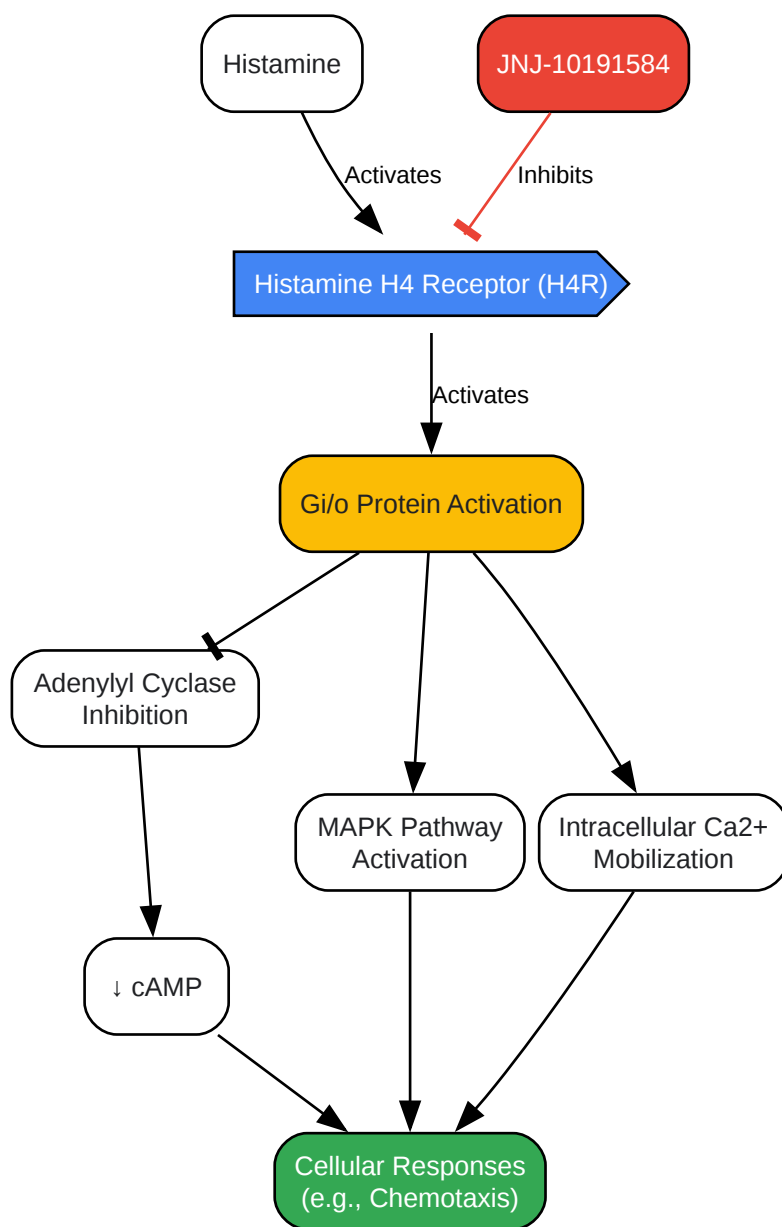 Histamine
JNJ-10191584
Activates
Inhibits
Histamine H4 Receptor (H4R)
Activates
Gi/o Protein Activation
Adenylyl Cyclase
Inhibition
MAPK Pathway
Activation
Intracellular Ca2+
Mobilization
↓ cAMP
Cellular Responses
(e.g., Chemotaxis)